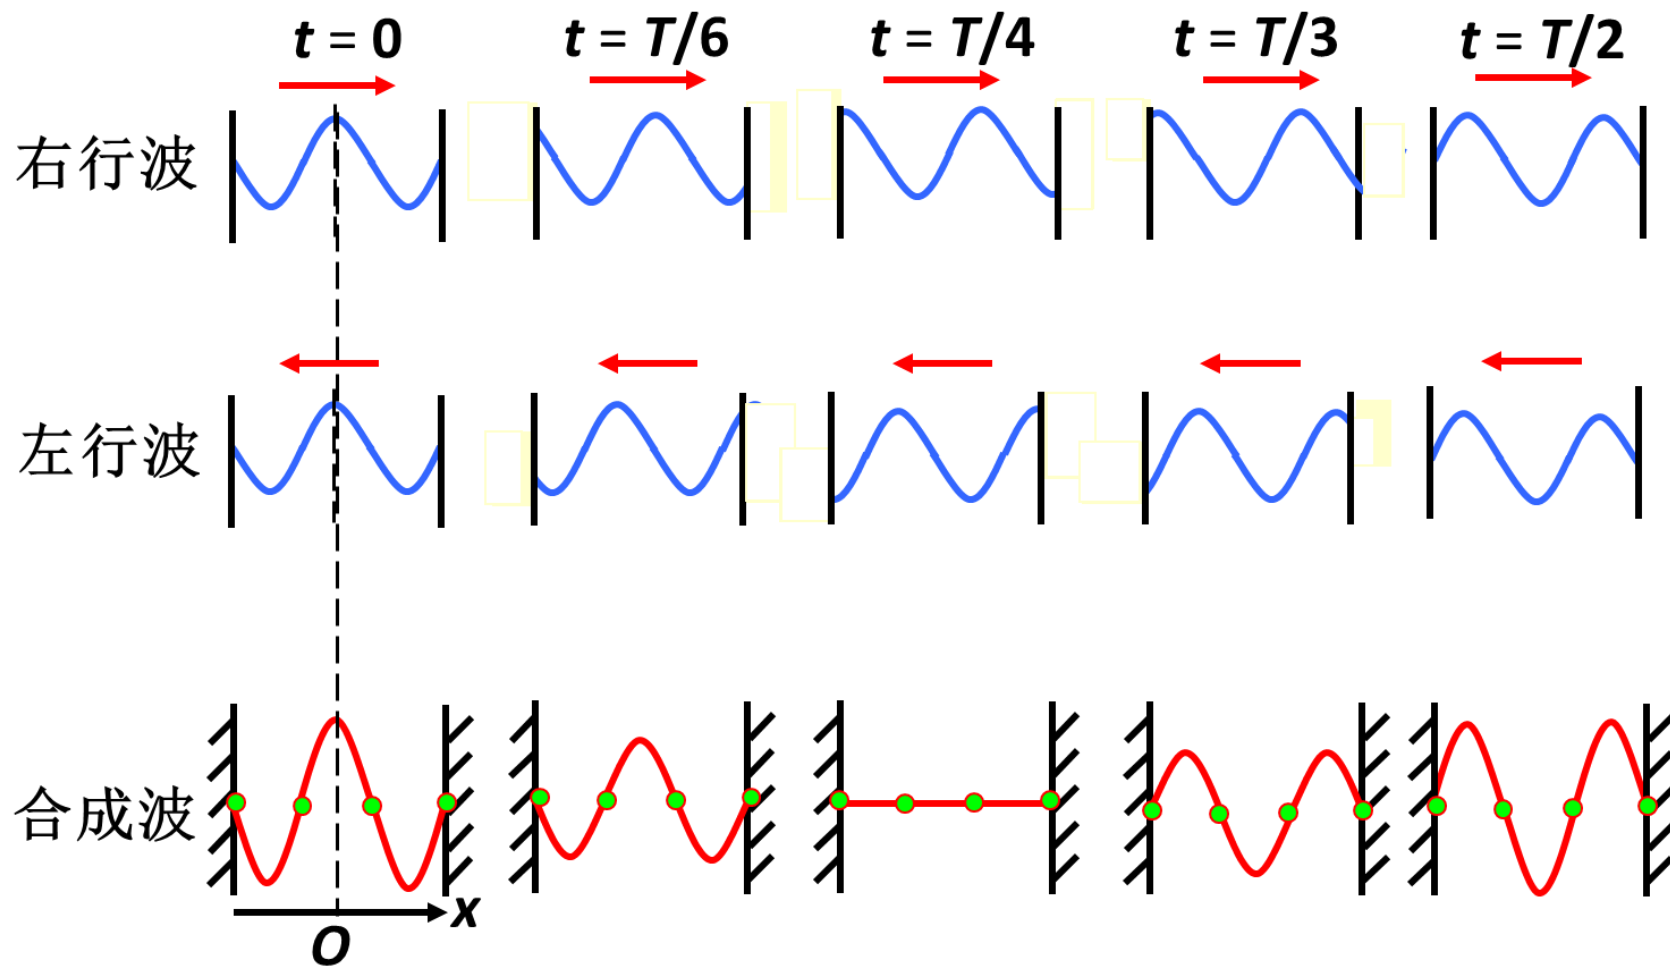 t = 0 t = T/6 t = T/4 t = T/3 t = T/2
右行波
左行波
合成波
x
O